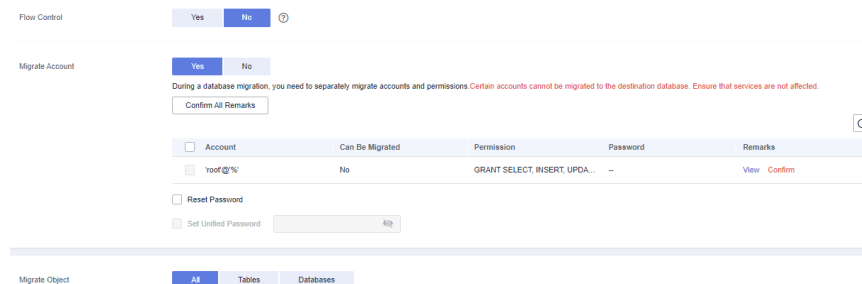 Flow Control Yes No
Migrate Account Yes No
During a database migration, you need to separately migrate accounts and permissions.Certain accounts cannot be migrated to the destination database. Ensure that services are not affected.
Confirm All Remarks
Account Can Be Migrated Permission Password Remarks
'root'@'%' No GRANT SELECT, INSERT, UPDA... -- View Confirm
Reset Password
Set Unified Password
Migrate Object All Tables Databases